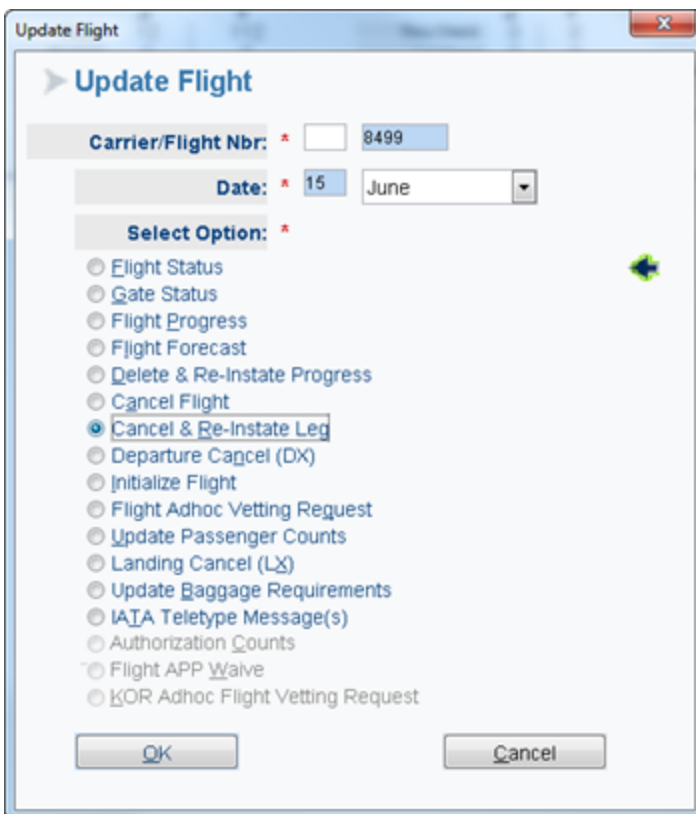 Update Flight
Update Flight
Carrier/Flight Nbr: * 8499
Date: * 15 June
Select Option: *
Flight Status
Gate Status
Flight Progress
Flight Forecast
Delete & Re-Instate Progress
Cancel Flight
Cancel & Re-Instate Leg
Departure Cancel (DX)
Initialize Flight
Flight Adhoc Vetting Request
Update Passenger Counts
Landing Cancel (LX)
Update Baggage Requirements
IATA Teletype Message(s)
Authorization Counts
Flight APP Waive
KOR Adhoc Flight Vetting Request
OK Cancel